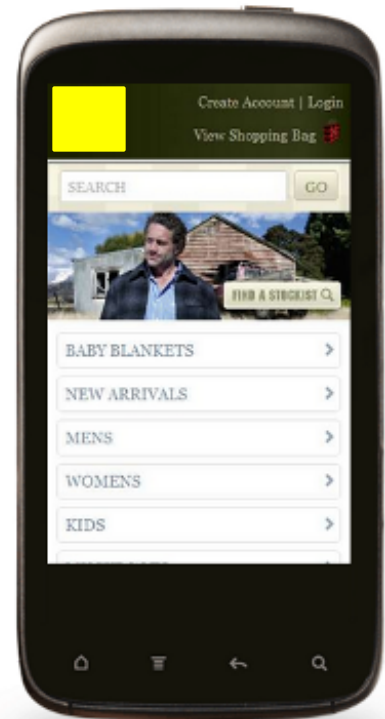 Create Account | Login
View Shopping Bag
SEARCH
GO
FIND A STOCKIST
BABY BLANKETS
NEW ARRIVALS
MENS
WOMENS
KIDS